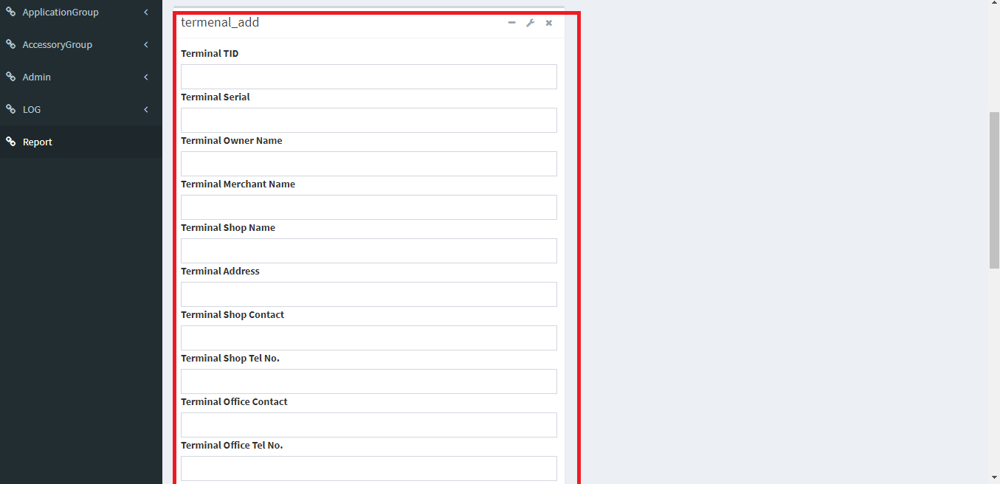 ApplicationGroup
AccessoryGroup
Admin
LOG
Report
termenal_add
Terminal TID
Terminal Serial
Terminal Owner Name
Terminal Merchant Name
Terminal Shop Name
Terminal Address
Terminal Shop Contact
Terminal Shop Tel No.
Terminal Office Contact
Terminal Office Tel No.